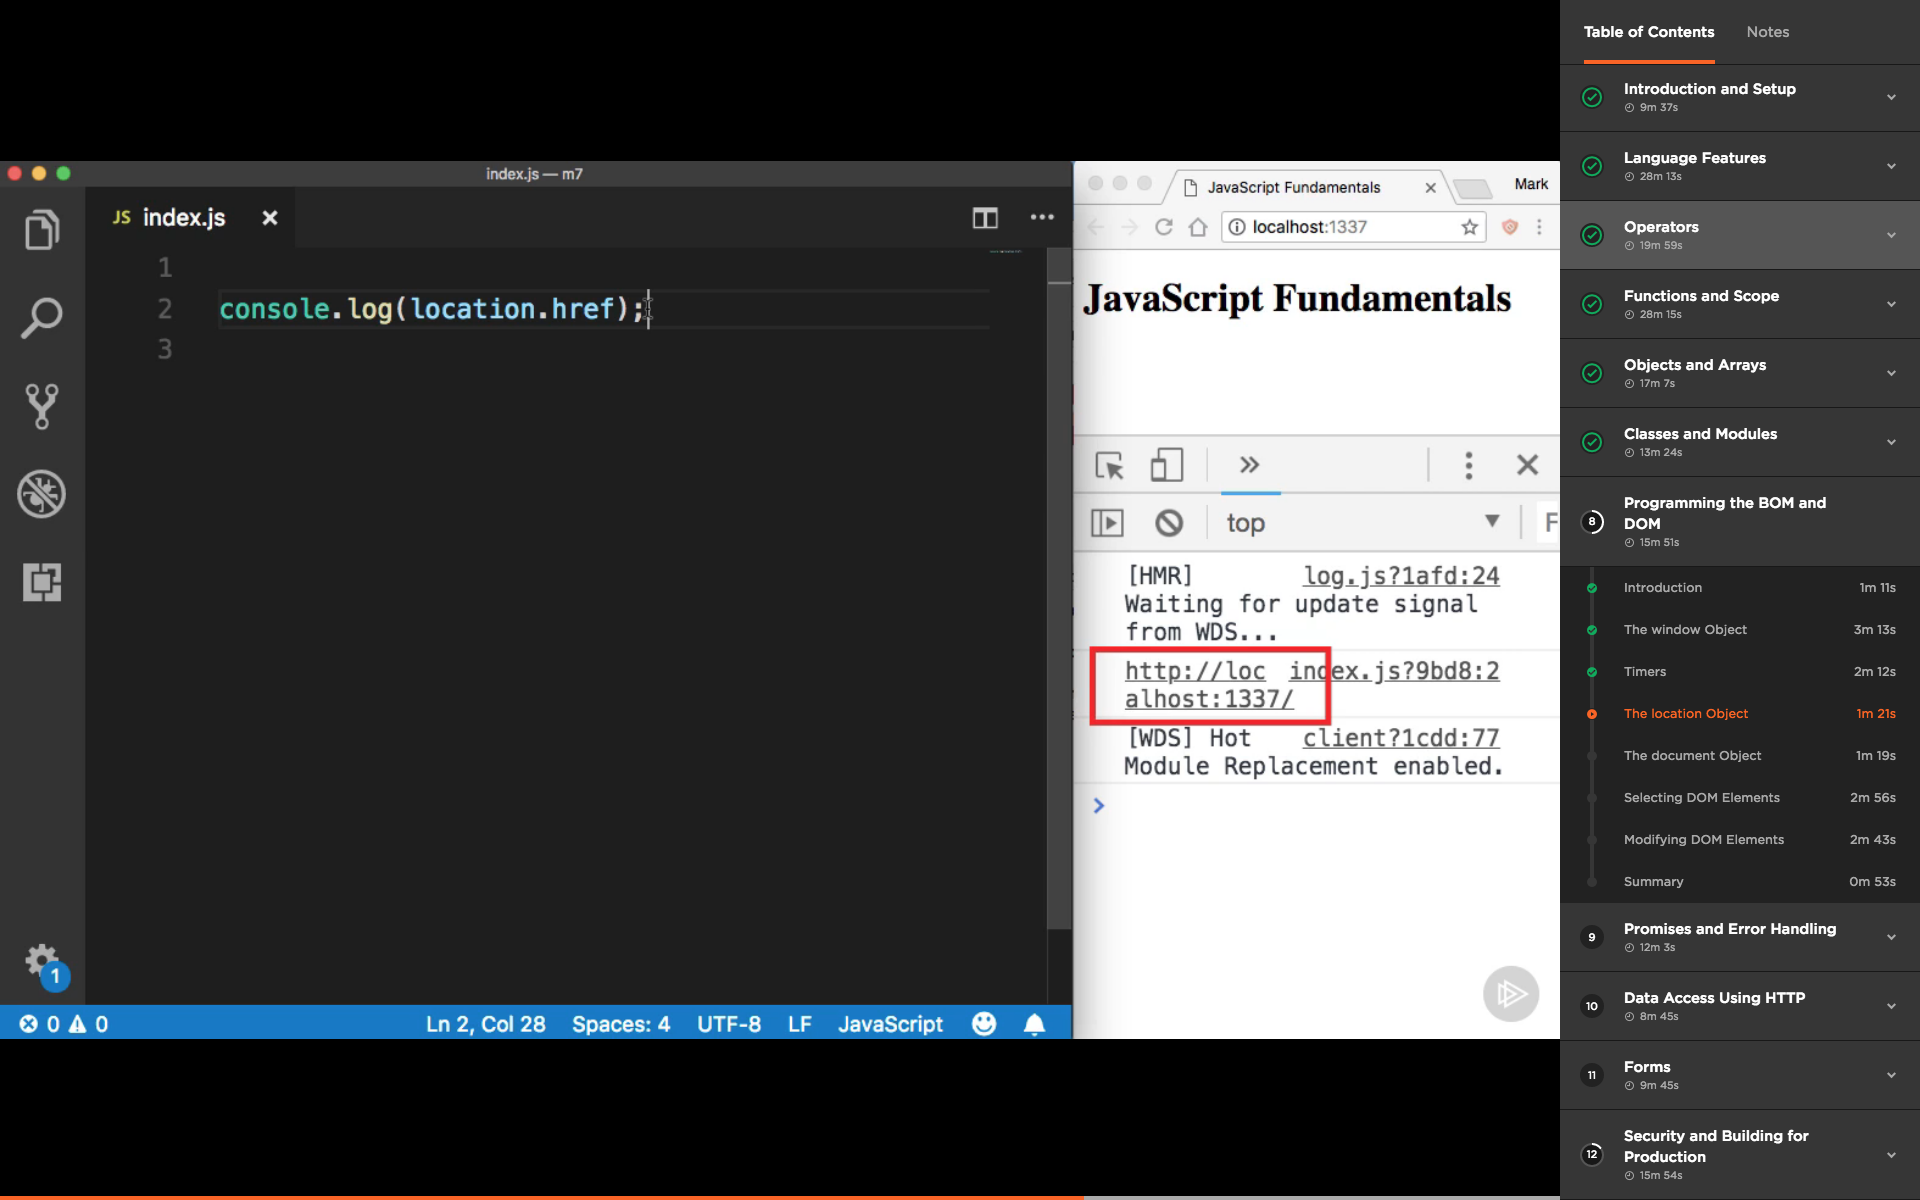 index.js — m7
JS index.js
1
2 console.log(location.href);
3
1
0 0
Ln 2, Col 28 Spaces: 4 UTF-8 LF JavaScript
JavaScript Fundamentals
Mark
localhost:1337
JavaScript Fundamentals
top
F
[HMR] log.js?1afd:24
Waiting for update signal
from WDS...
http://loc index.js?9bd8:2
alhost:1337/
[WDS] Hot client?1cdd:77
Module Replacement enabled.
Table of Contents Notes
Introduction and Setup
9m 37s
Language Features
28m 13s
Operators
19m 59s
Functions and Scope
28m 15s
Objects and Arrays
17m 7s
Classes and Modules
13m 24s
8
Programming the BOM and
DOM
15m 51s
Introduction 1m 11s
The window Object 3m 13s
Timers 2m 12s
The location Object 1m 21s
The document Object 1m 19s
Selecting DOM Elements 2m 56s
Modifying DOM Elements 2m 43s
Summary 0m 53s
9
Promises and Error Handling
12m 3s
10
Data Access Using HTTP
8m 45s
11
Forms
9m 45s
12
Security and Building for
Production
15m 54s